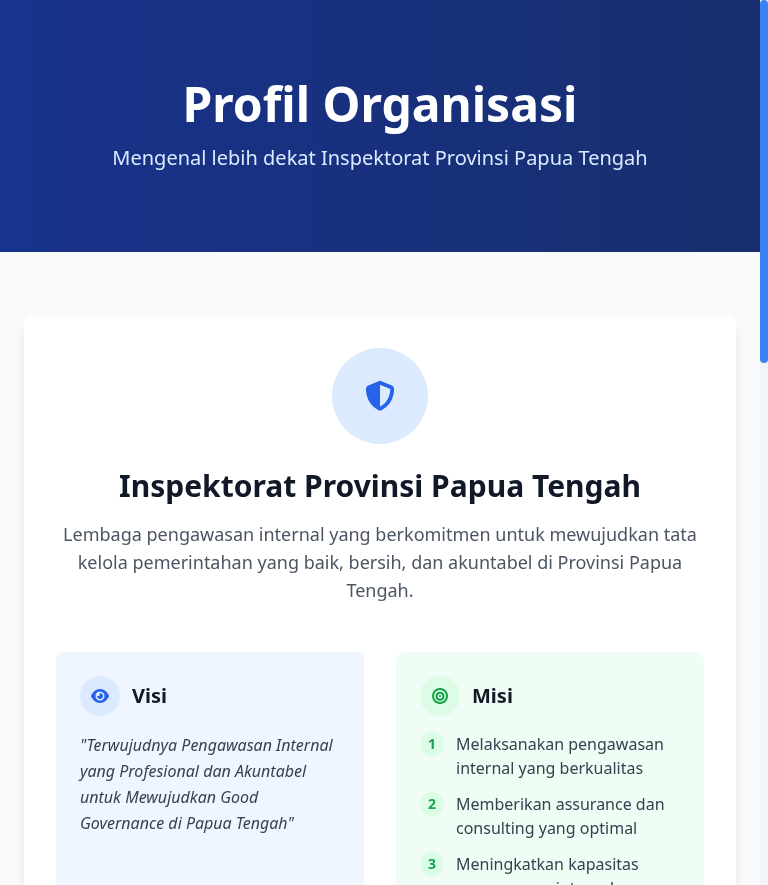 Profil Organisasi
Mengenal lebih dekat Inspektorat Provinsi Papua Tengah
Inspektorat Provinsi Papua Tengah
Lembaga pengawasan internal yang berkomitmen untuk mewujudkan tata
kelola pemerintahan yang baik, bersih, dan akuntabel di Provinsi Papua
Tengah.
Visi
"Terwujudnya Pengawasan Internal
yang Profesional dan Akuntabel
untuk Mewujudkan Good
Governance di Papua Tengah"
Misi
1 Melaksanakan pengawasan
internal yang berkualitas
2 Memberikan assurance dan
consulting yang optimal
3 Meningkatkan kapasitas